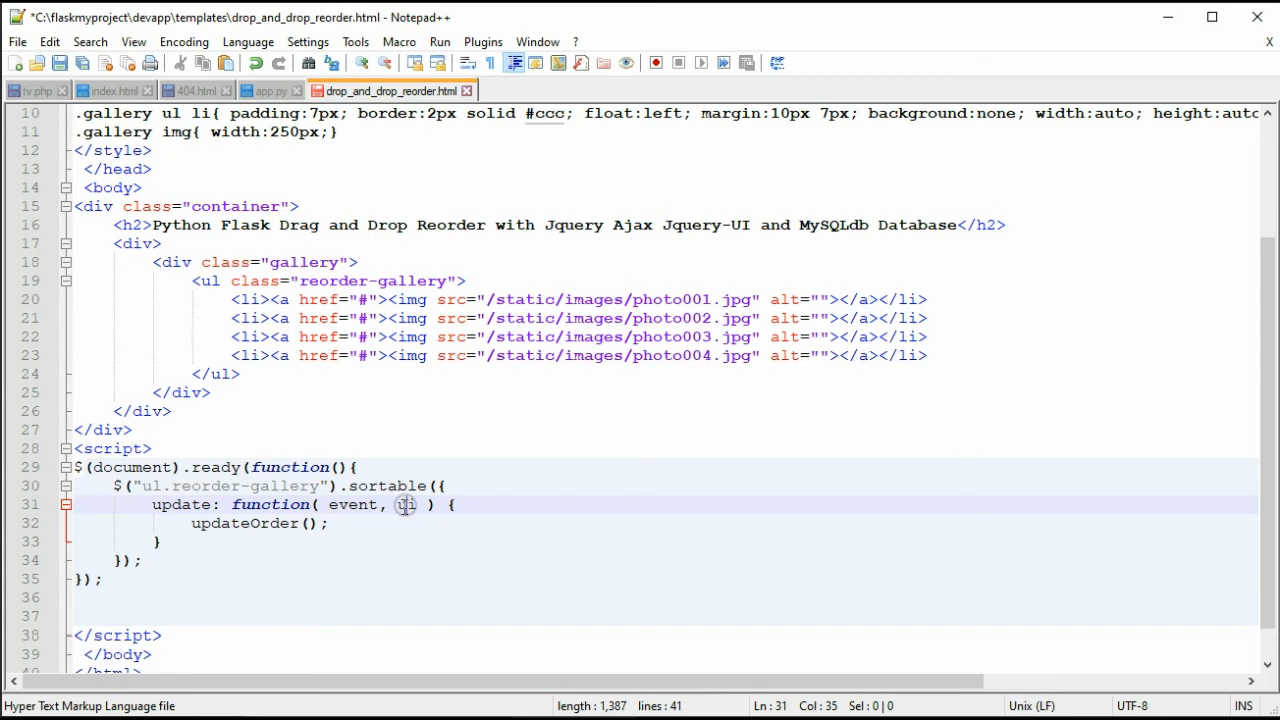 *C:\flaskmyproject\devapp\templates\drop_and_drop_reorder.html - Notepad++
File Edit Search View Encoding Language Settings Tools Macro Run Plugins Window ? X
tv.php index.html 404.html app.py drop_and_drop_reorder.html
10 .gallery ul li{ padding:7px; border:2px solid #ccc; float:left; margin:10px 7px; background:none; width:auto; height:auto
11 .gallery img{ width:250px;}
12 </style>
13 </head>
14 <body>
15 <div class="container">
16 <h2>Python Flask Drag and Drop Reorder with Jquery Ajax Jquery-UI and MySQLdb Database</h2>
17 <div>
18 <div class="gallery">
19 <ul class="reorder-gallery">
20 <li><a href="#"><img src="/static/images/photo001.jpg" alt=""></a></li>
21 <li><a href="#"><img src="/static/images/photo002.jpg" alt=""></a></li>
22 <li><a href="#"><img src="/static/images/photo003.jpg" alt=""></a></li>
23 <li><a href="#"><img src="/static/images/photo004.jpg" alt=""></a></li>
24 </ul>
25 </div>
26 </div>
27 </div>
28 <script>
29 $(document).ready(function(){
30 $("ul.reorder-gallery").sortable({
31 update: function( event, ui ) {
32 updateOrder();
33 }
34 });
35 });
36
37
38 </script>
39 </body>
40 </html>
Hyper Text Markup Language file length : 1,387 lines : 41 Ln : 31 Col : 35 Sel : 0 | 0 Unix (LF) UTF-8 INS